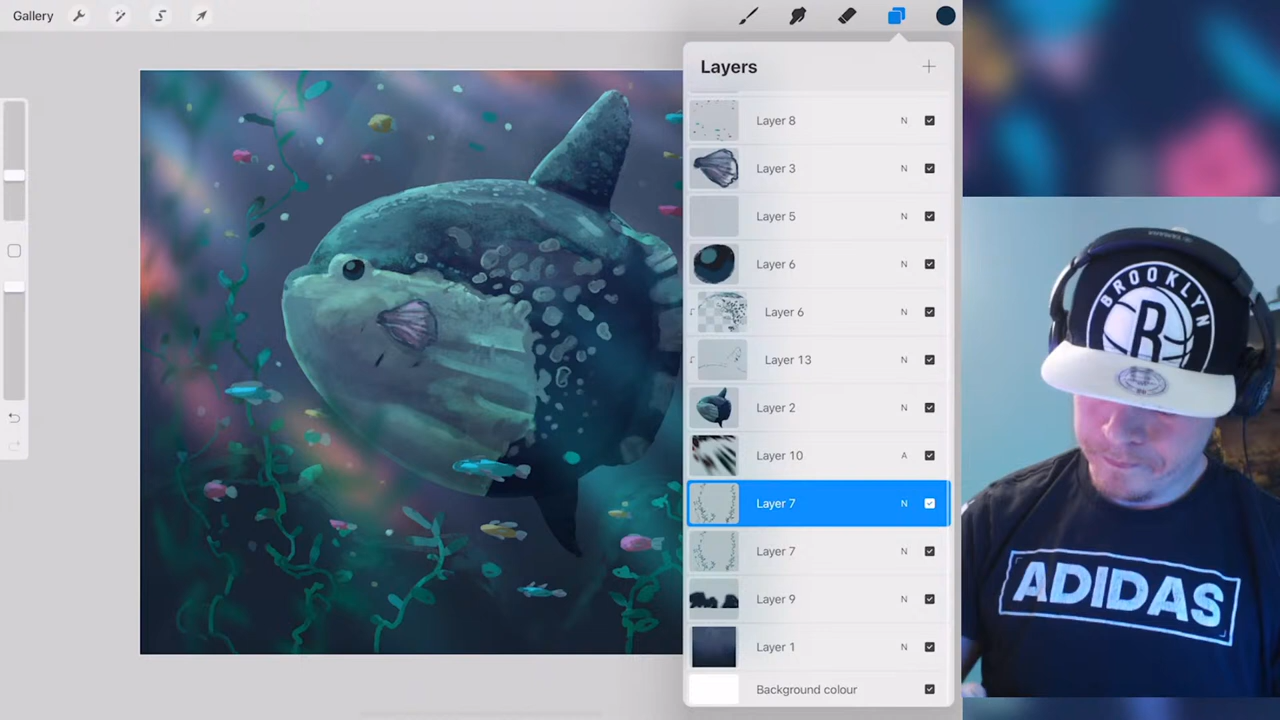 Gallery
Layers
Layer 8 N
Layer 3 N
Layer 5 N
Layer 6 N
Layer 6 N
Layer 13 N
Layer 2 N
Layer 10 A
Layer 7 N
Layer 7 N
Layer 9 N
Layer 1 N
Background colour
BROOKLYN
B
ADIDAS